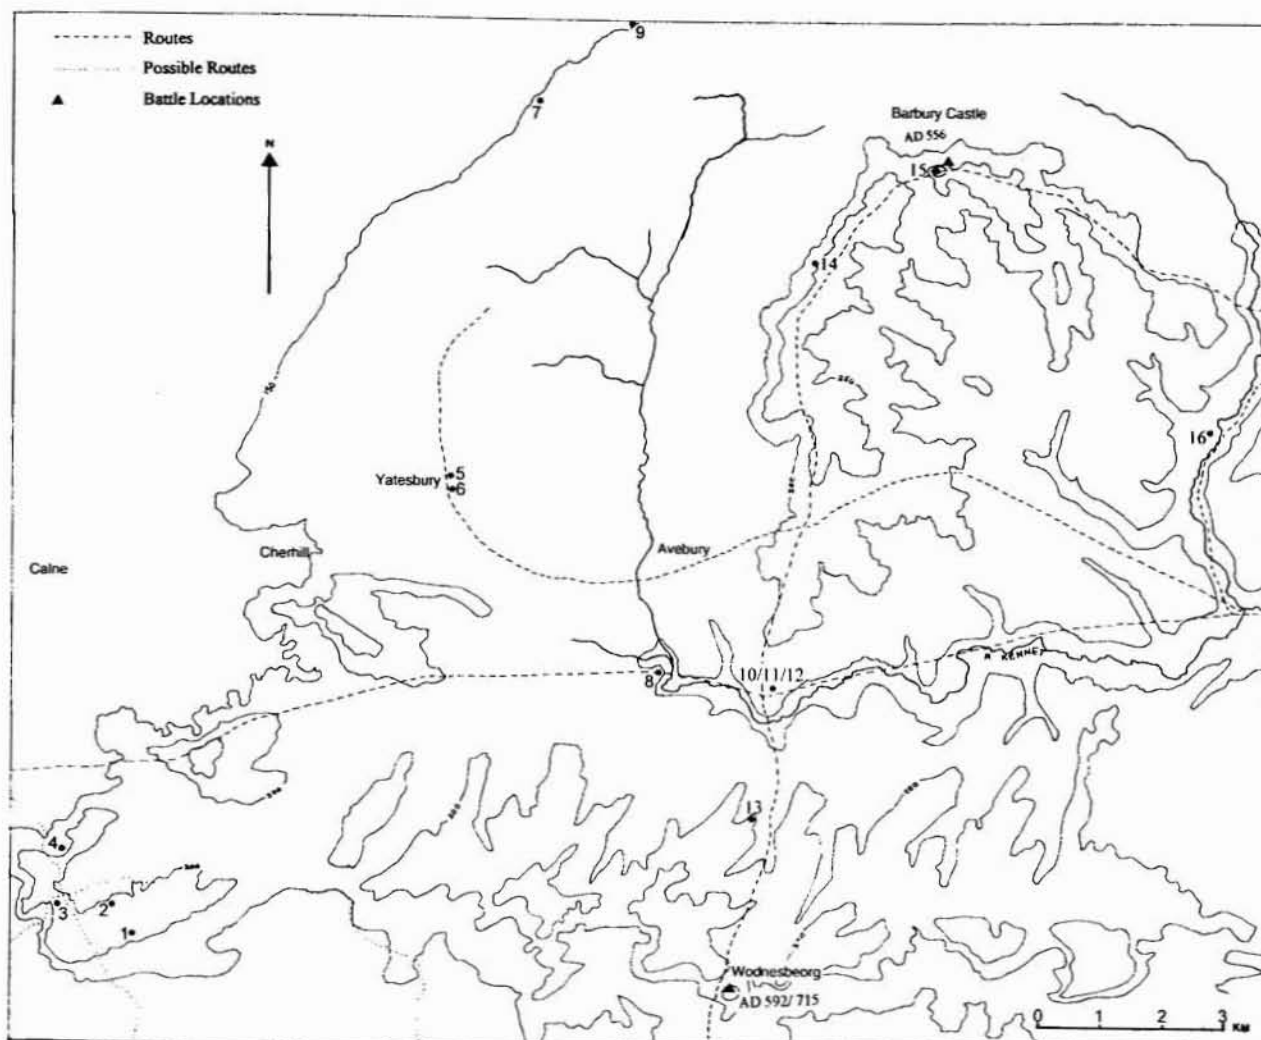 Routes
Possible Routes
Battle Locations
N
9
7
Barbury Castle
AD 556
15
14
150
16
Yatesbury
5
6
Cherhill
Avebury
Calne
R KENNET
8
10/11/12
13
4
3
2
1
Wodnesbeorg
AD 592/715
0 1 2 3
KM